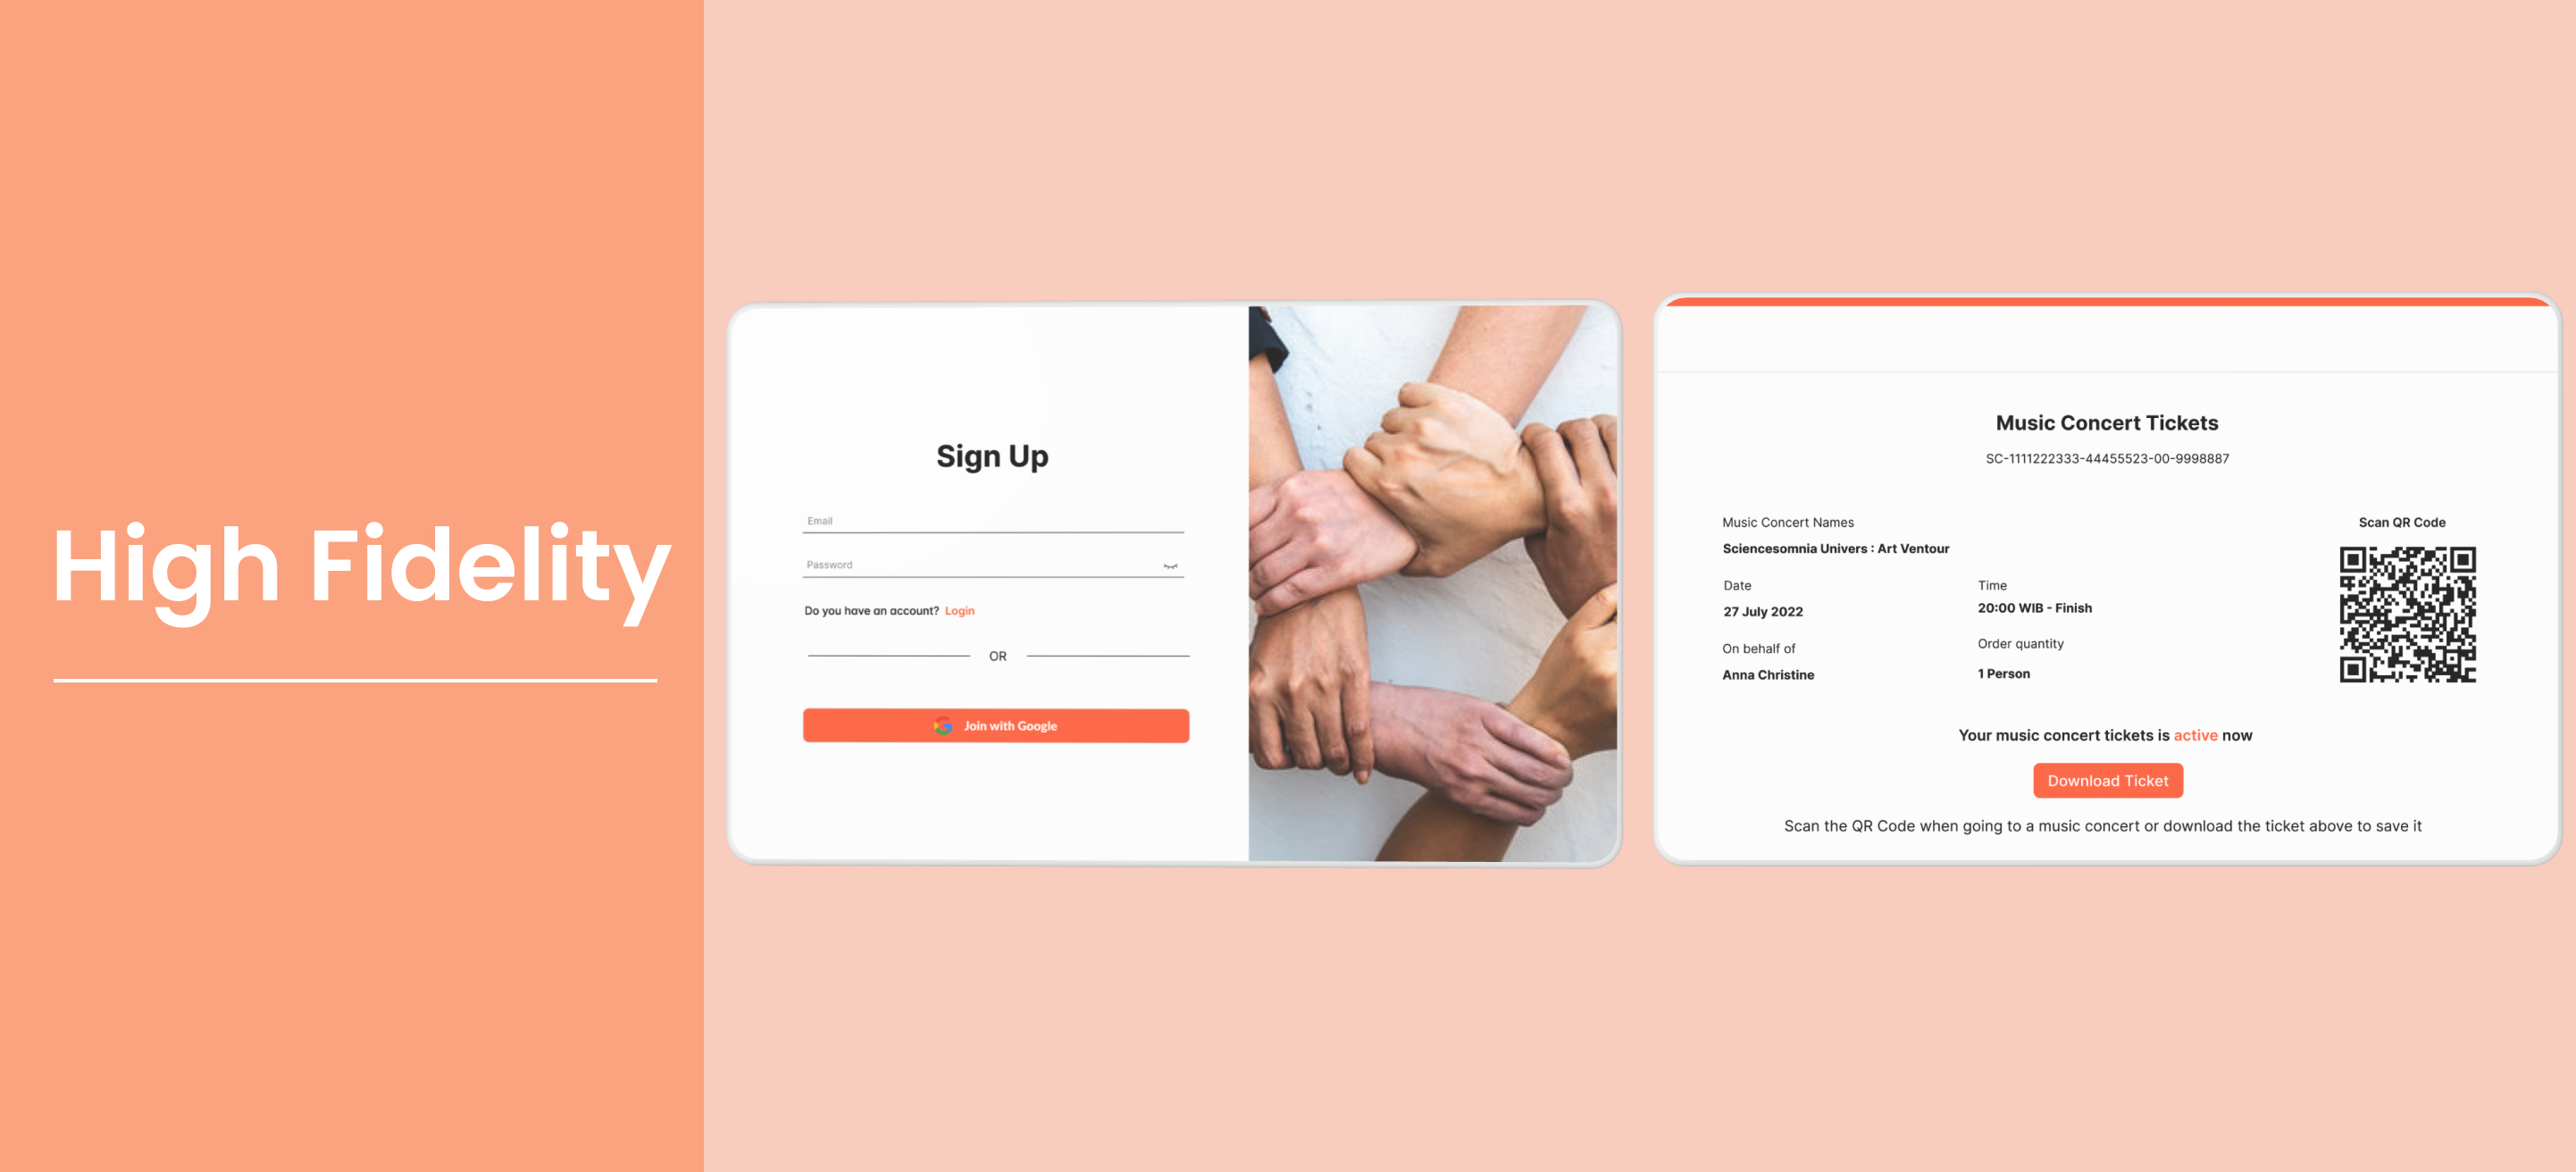 High Fidelity
Sign Up
Email
Password
Do you have an account? Login
OR
Join with Google
Music Concert Tickets
SC-1111222333-44455523-00-9998887
Music Concert Names
Sciencesomnia Univers : Art Ventour
Date
27 July 2022
Time
20:00 WIB - Finish
On behalf of
Anna Christine
Order quantity
1 Person
Scan QR Code
Your music concert tickets is active now
Download Ticket
Scan the QR Code when going to a music concert or download the ticket above to save it